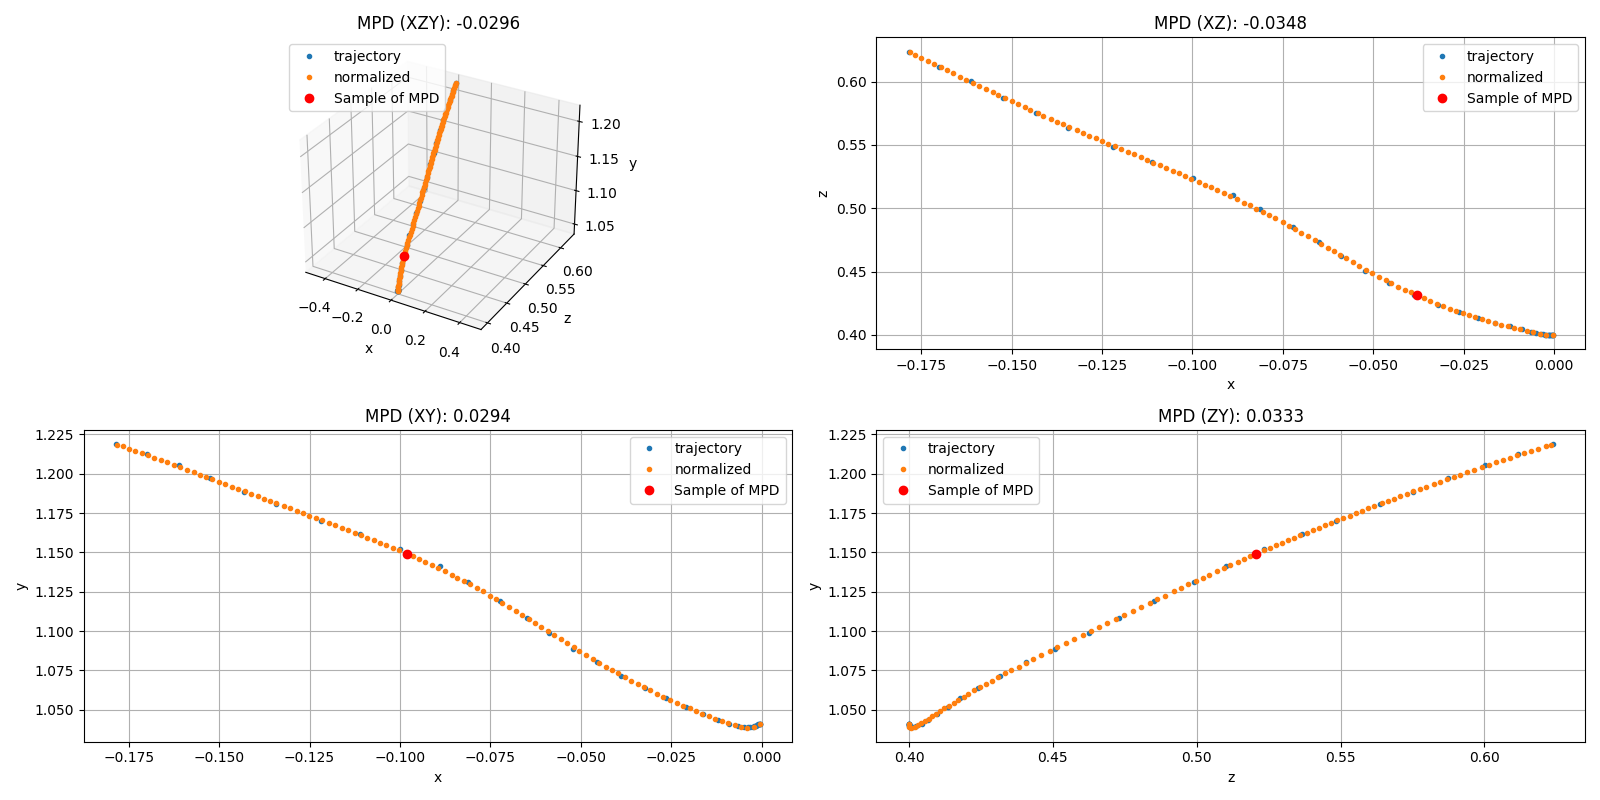 MPD (XZY): -0.0296
trajectory
normalized
Sample of MPD
1.20
1.15
1.10
1.05
y
−0.4
−0.2
0.0
0.2
0.4
x
0.40
0.45
0.50
0.55
0.60
z
MPD (XZ): -0.0348
trajectory
normalized
Sample of MPD
0.60
0.55
0.50
0.45
0.40
z
−0.175 −0.150 −0.125 −0.100 −0.075 −0.050 −0.025 0.000
x
MPD (XY): 0.0294
trajectory
normalized
Sample of MPD
1.225
1.200
1.175
1.150
1.125
1.100
1.075
1.050
y
−0.175 −0.150 −0.125 −0.100 −0.075 −0.050 −0.025 0.000
x
MPD (ZY): 0.0333
trajectory
normalized
Sample of MPD
1.225
1.200
1.175
1.150
1.125
1.100
1.075
1.050
y
0.40 0.45 0.50 0.55 0.60
z